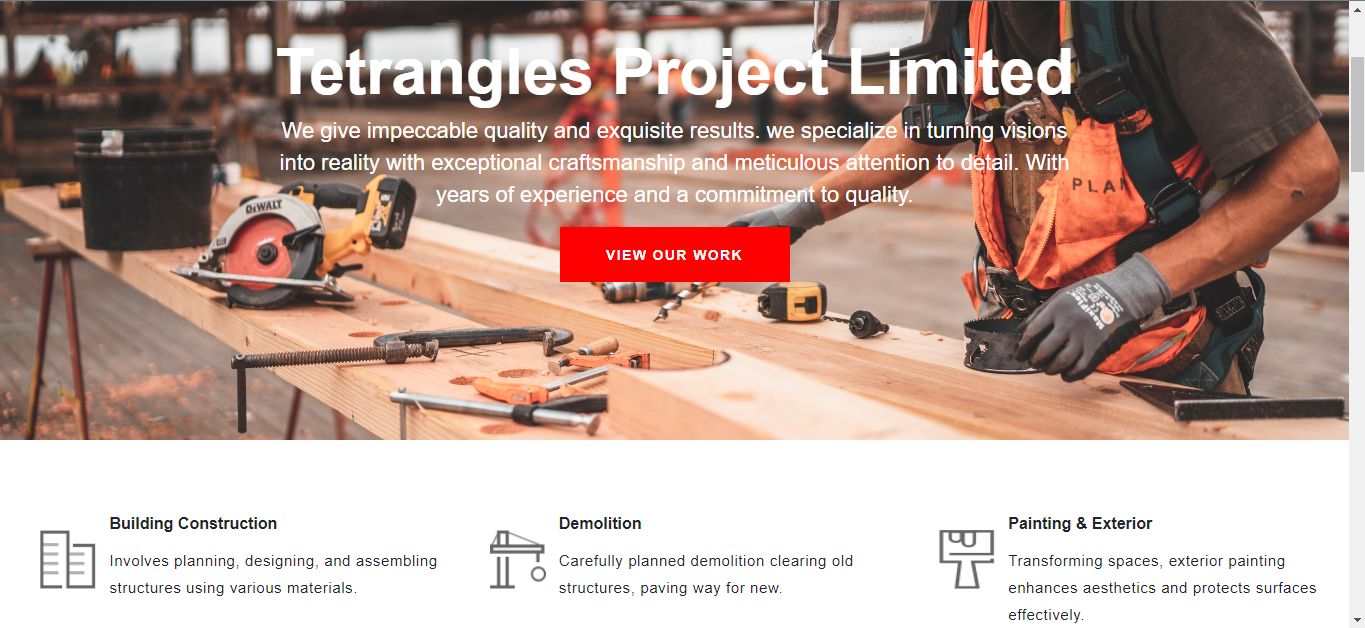 Tetrangles Project Limited
We give impeccable quality and exquisite results. we specialize in turning visions
into reality with exceptional craftsmanship and meticulous attention to detail. With
years of experience and a commitment to quality.
PLAN
DEWALT
VIEW OUR WORK
Building Construction
Involves planning, designing, and assembling
structures using various materials.
Demolition
Carefully planned demolition clearing old
structures, paving way for new.
Painting & Exterior
Transforming spaces, exterior painting
enhances aesthetics and protects surfaces
effectively.